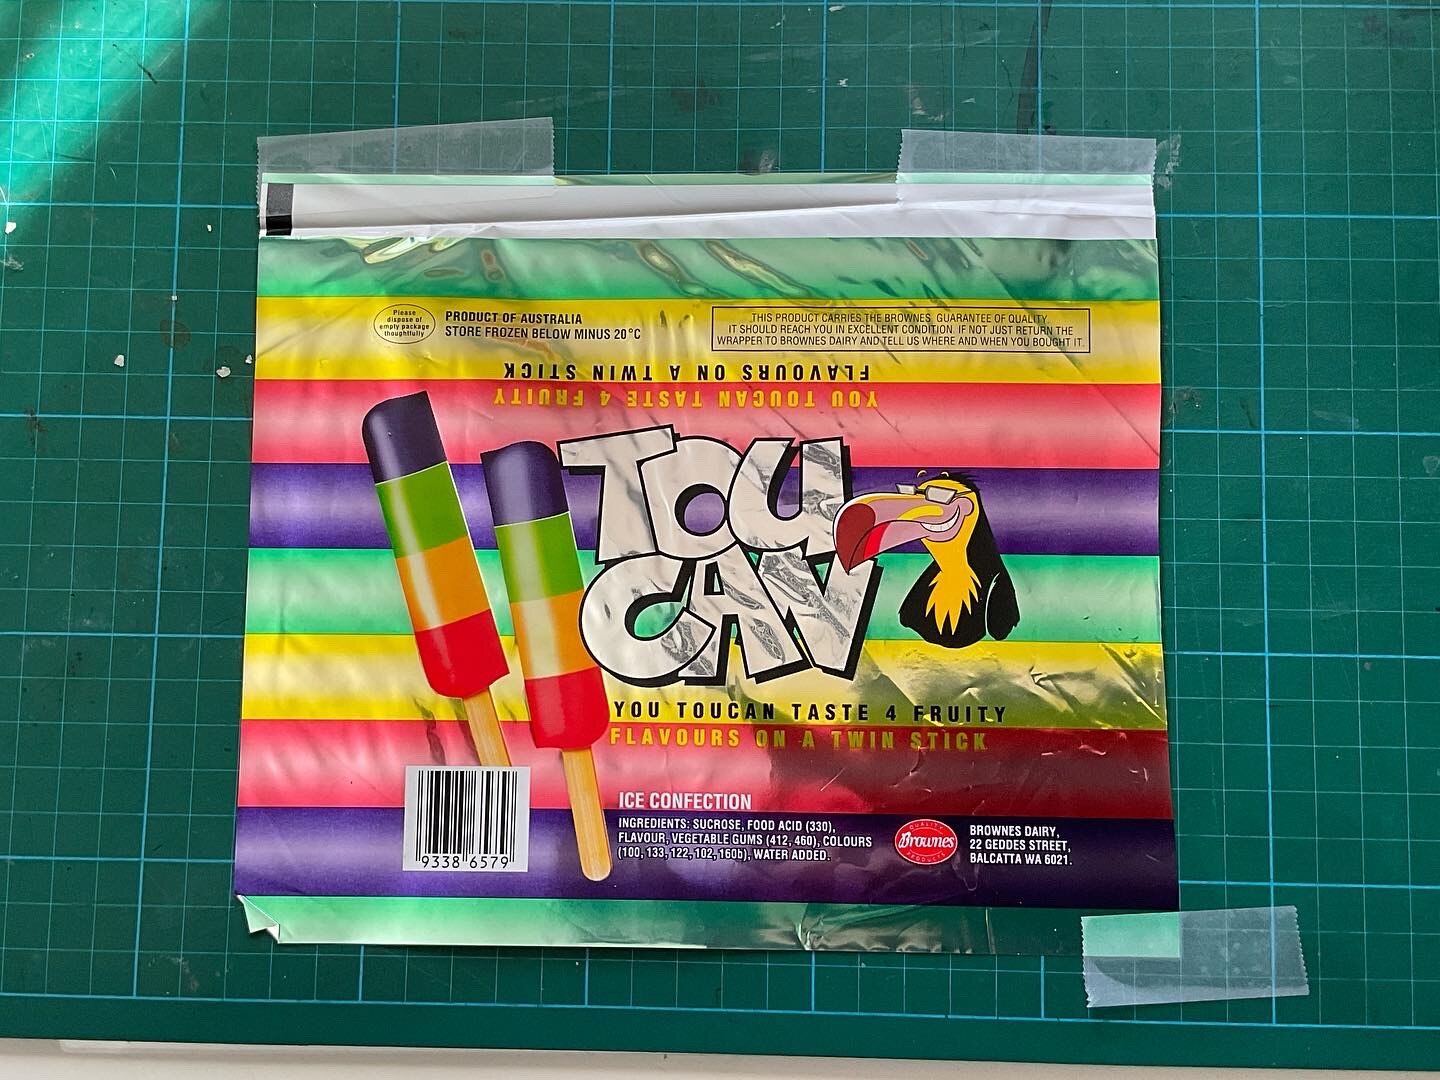 Please
dispose of
empty package
thoughtfully
PRODUCT OF AUSTRALIA
STORE FROZEN BELOW MINUS 20°C
THIS PRODUCT CARRIES THE BROWNES GUARANTEE OF QUALITY.
IT SHOULD REACH YOU IN EXCELLENT CONDITION. IF NOT JUST RETURN THE
WRAPPER TO BROWNES DAIRY AND TELL US WHERE AND WHEN YOU BOUGHT IT.
YOU TOUCAN TASTE 4 FRUITY
FLAVOURS ON A TWIN STICK
TOU
CAN
YOU TOUCAN TASTE 4 FRUITY
FLAVOURS ON A TWIN STICK
ICE CONFECTION
INGREDIENTS: SUCROSE, FOOD ACID (330),
FLAVOUR, VEGETABLE GUMS (412, 460), COLOURS
(100, 133, 122, 102, 160b), WATER ADDED.
9338 6579
QUALITY
Brownes
PRODUCTS
BROWNES DAIRY,
22 GEDDES STREET,
BALCATTA WA 6021.